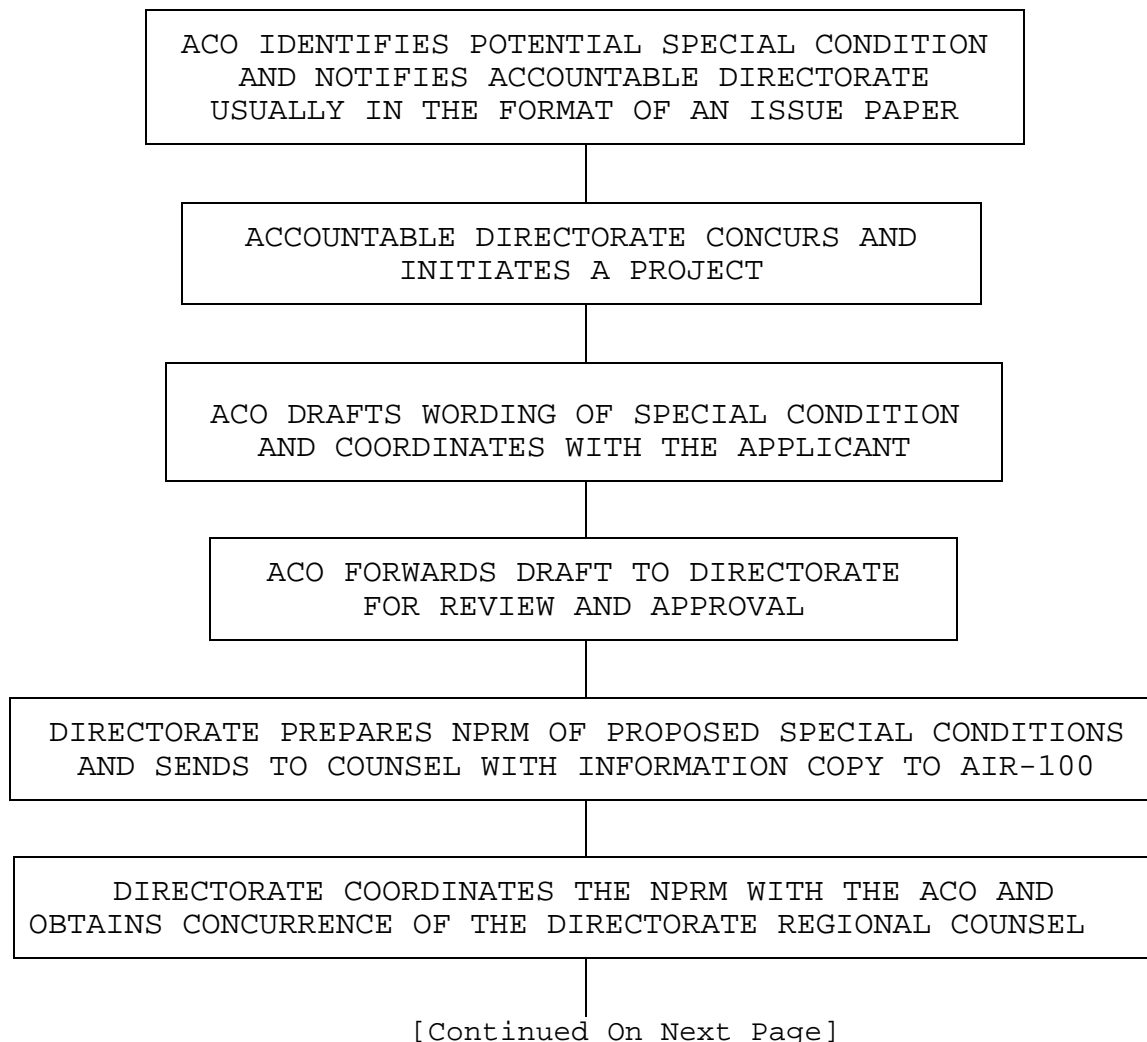 ACO IDENTIFIES POTENTIAL SPECIAL CONDITION
AND NOTIFIES ACCOUNTABLE DIRECTORATE
USUALLY IN THE FORMAT OF AN ISSUE PAPER
ACCOUNTABLE DIRECTORATE CONCURS AND
INITIATES A PROJECT
ACO DRAFTS WORDING OF SPECIAL CONDITION
AND COORDINATES WITH THE APPLICANT
ACO FORWARDS DRAFT TO DIRECTORATE
FOR REVIEW AND APPROVAL
DIRECTORATE PREPARES NPRM OF PROPOSED SPECIAL CONDITIONS
AND SENDS TO COUNSEL WITH INFORMATION COPY TO AIR-100
DIRECTORATE COORDINATES THE NPRM WITH THE ACO AND
OBTAINS CONCURRENCE OF THE DIRECTORATE REGIONAL COUNSEL
[Continued On Next Page]